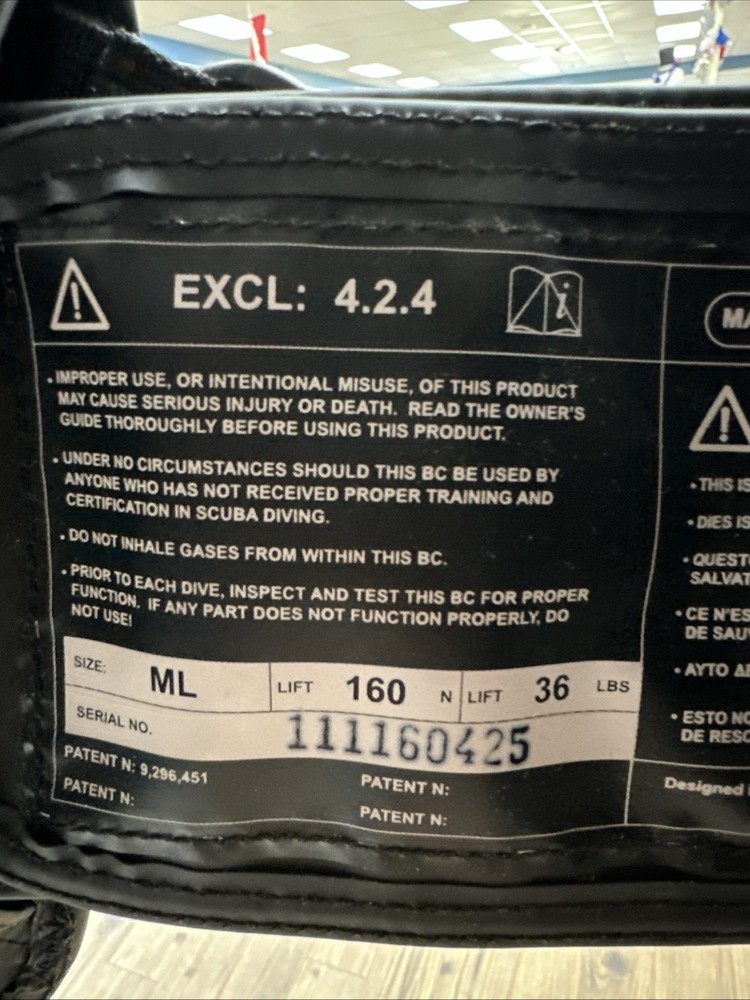 EXCL: 4.2.4
• IMPROPER USE, OR INTENTIONAL MISUSE, OF THIS PRODUCT
MAY CAUSE SERIOUS INJURY OR DEATH. READ THE OWNER'S
GUIDE THOROUGHLY BEFORE USING THIS PRODUCT.
• UNDER NO CIRCUMSTANCES SHOULD THIS BC BE USED BY
ANYONE WHO HAS NOT RECEIVED PROPER TRAINING AND
CERTIFICATION IN SCUBA DIVING.
• DO NOT INHALE GASES FROM WITHIN THIS BC.
• PRIOR TO EACH DIVE, INSPECT AND TEST THIS BC FOR PROPER
FUNCTION. IF ANY PART DOES NOT FUNCTION PROPERLY, DO
NOT USE!
SIZE: ML LIFT 160 N LIFT 36 LBS
SERIAL NO. 111160425
PATENT N: 9,296,451
PATENT N:
PATENT N:
PATENT N:
• THIS IS
• DIES IS
• QUESTO
SALVAT
• CE N'ES
DE SAU
• AYTO ΔΕ
• ESTO NO
DE RESC
Designed